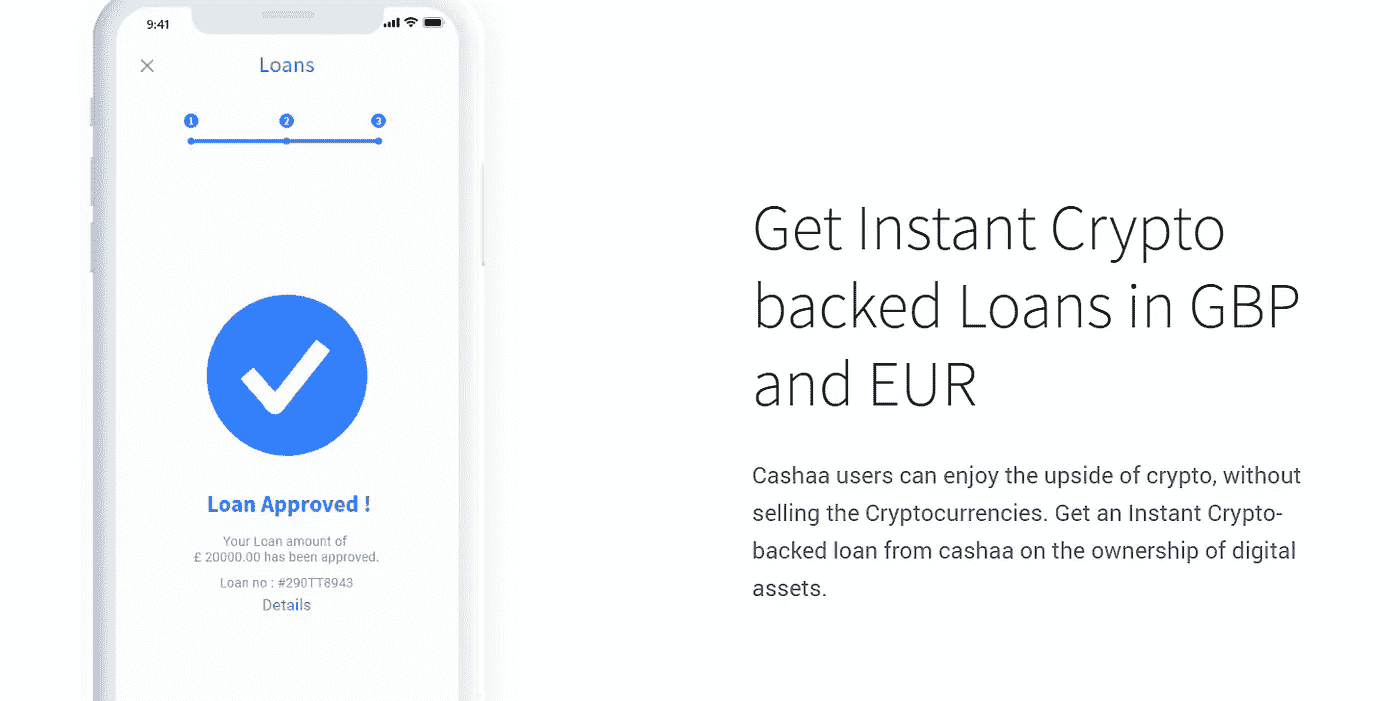 9:41
Loans
1 2 3
Loan Approved !
Your Loan amount of
£ 20000.00 has been approved.
Loan no : #290TT8943
Details
Get Instant Crypto
backed Loans in GBP
and EUR
Cashaa users can enjoy the upside of crypto, without
selling the Cryptocurrencies. Get an Instant Crypto-
backed loan from cashaa on the ownership of digital
assets.